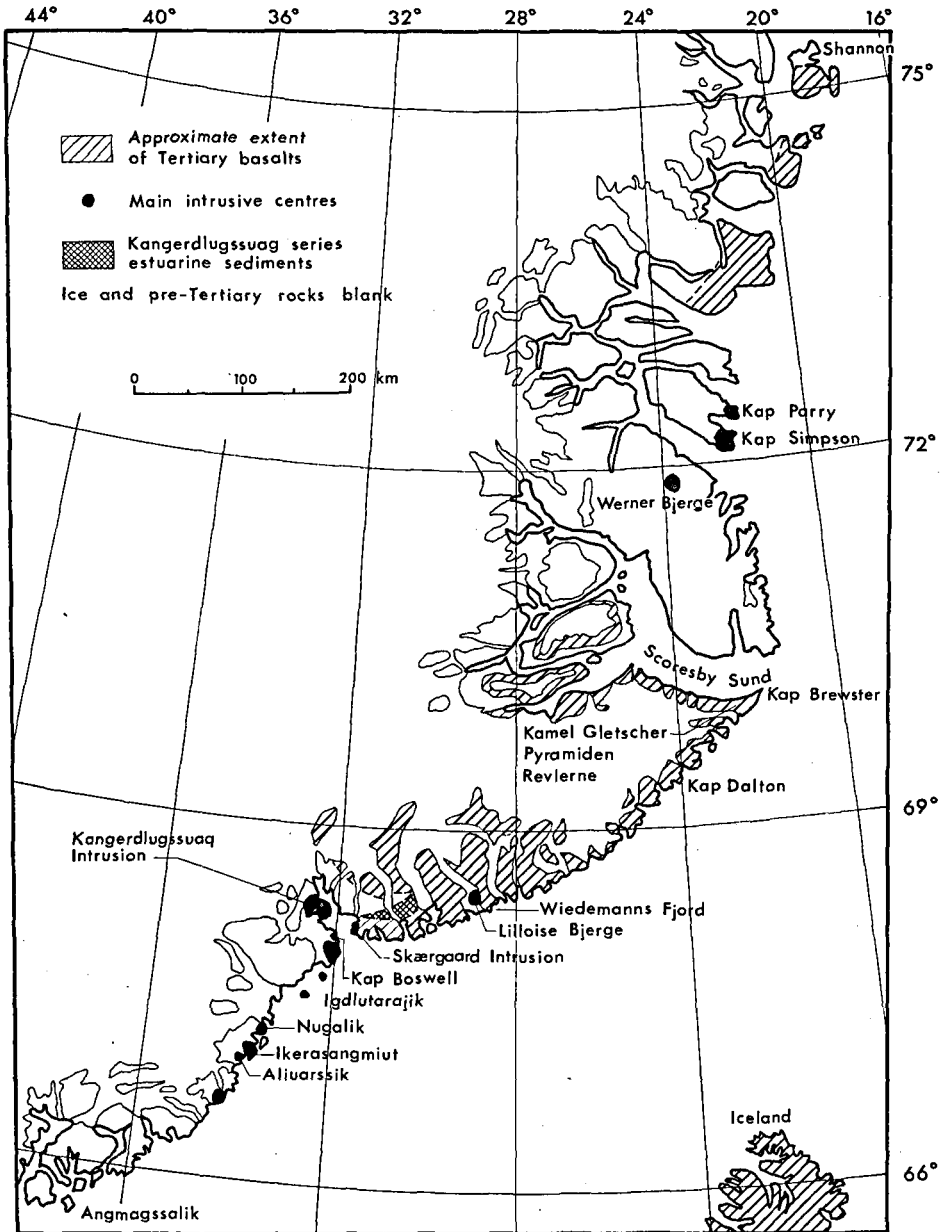 44° 40° 36° 32° 28° 24° 20° 16°
Shannon
75°
Approximate extent
of Tertiary basalts
Main intrusive centres
Kangerdlugssuag series
estuarine sediments
Ice and pre-Tertiary rocks blank
0 100 200 km
Kap Parry
Kap Simpson
72°
Werner Bjerge
Scoresby Sund
Kap Brewster
Kamel Gletscher
Pyramiden
Revlerne
Kap Dalton
69°
Kangerdlugssuaq
Intrusion
Wiedemanns Fjord
Lilloise Bjerge
Skærgaard Intrusion
Kap Boswell
Igdlutarajik
Nugalik
Ikerasangmiut
Aliuarssik
Iceland
66°
Angmagssalik